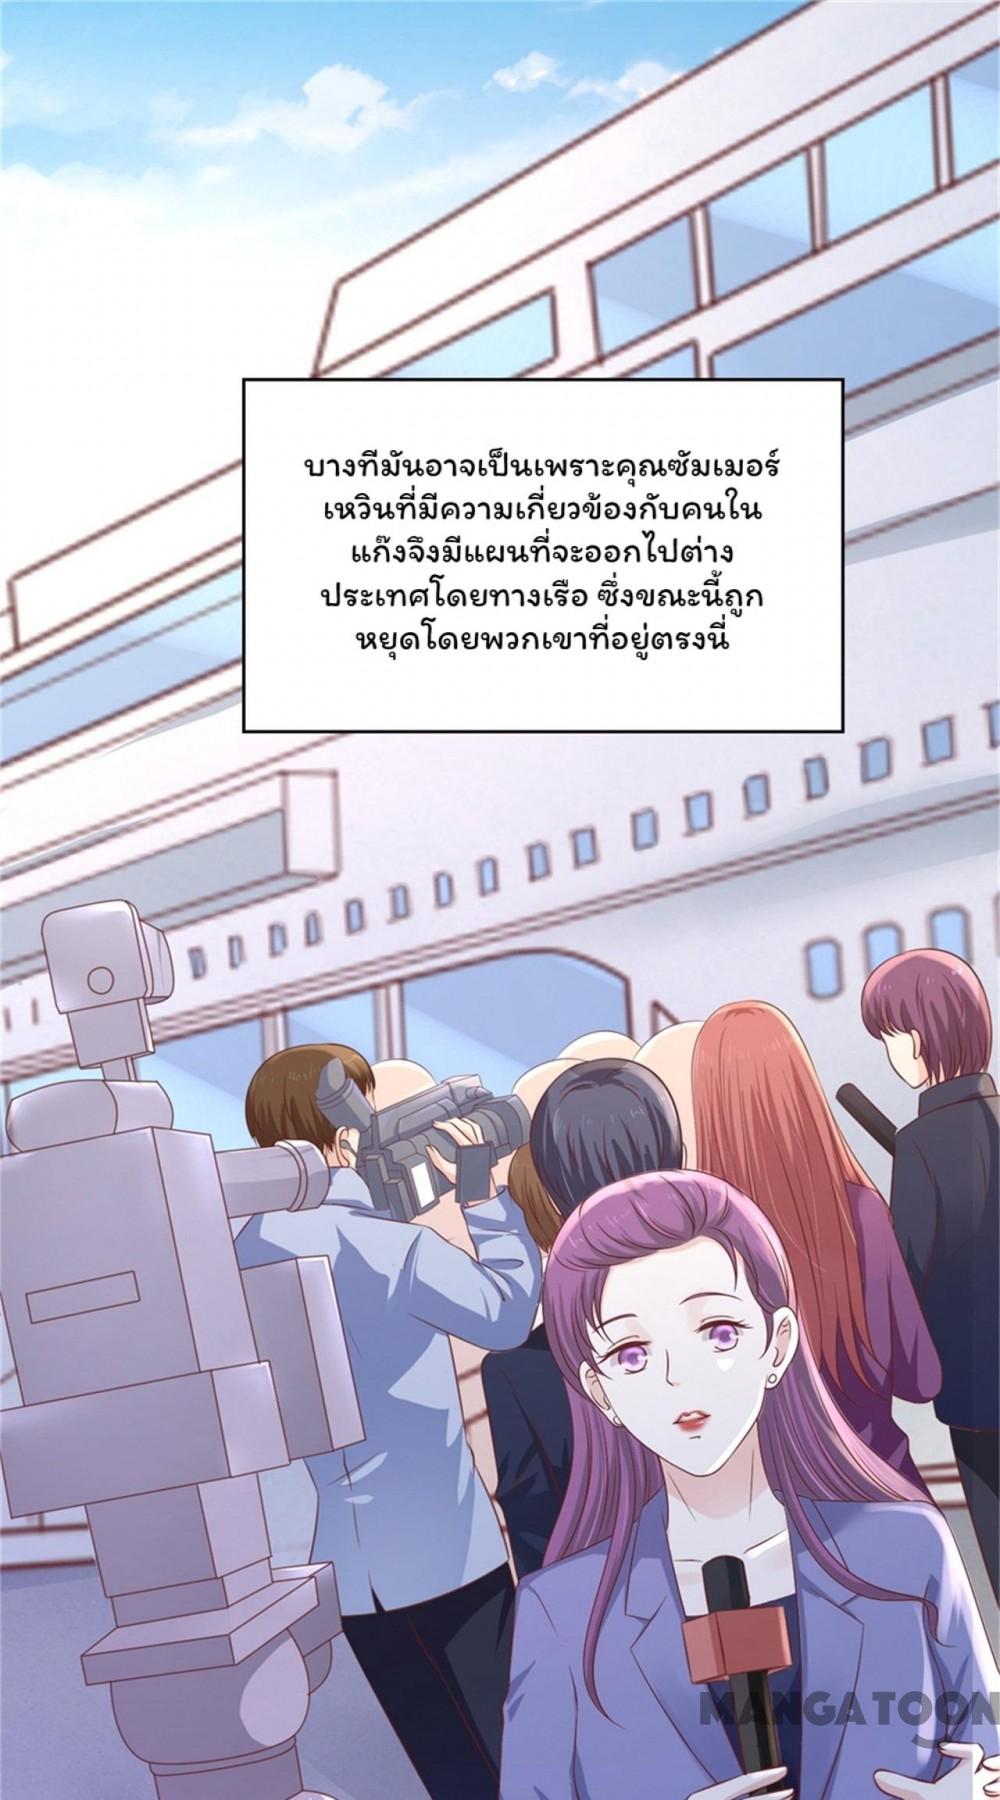 บางทีมันอาจเป็นเพราะคุณซัมเมอร์
เหวินที่มีความเกี่ยวข้องกับคนใน
แก๊งจึงมีแผนที่จะออกไปต่าง
ประเทศโดยทางเรือ ซึ่งขณะนี้ถูก
หยุดโดยพวกเขาที่อยู่ตรงนี่
MANGATOON